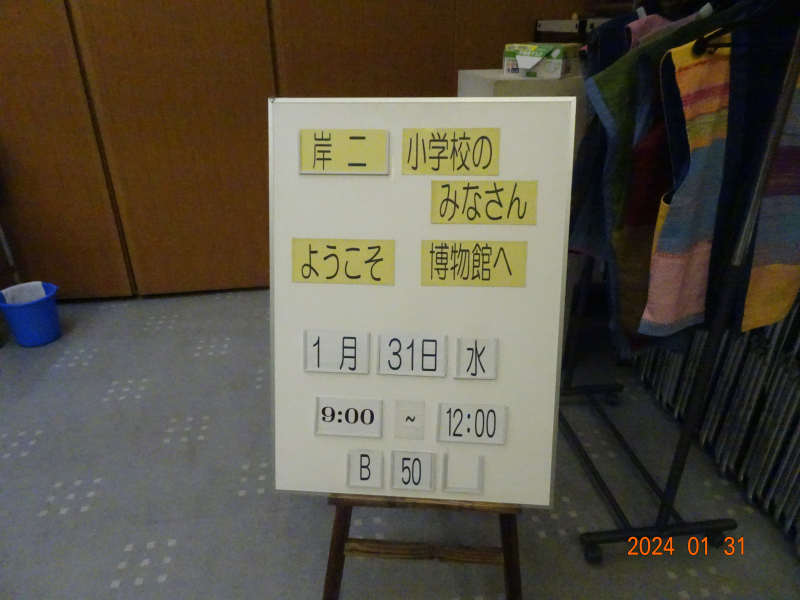 岸 二 小学校の
みなさん
ようこそ 博物館へ
1 月 31日 水
9:00 ~ 12:00
B 50
2024 01 31